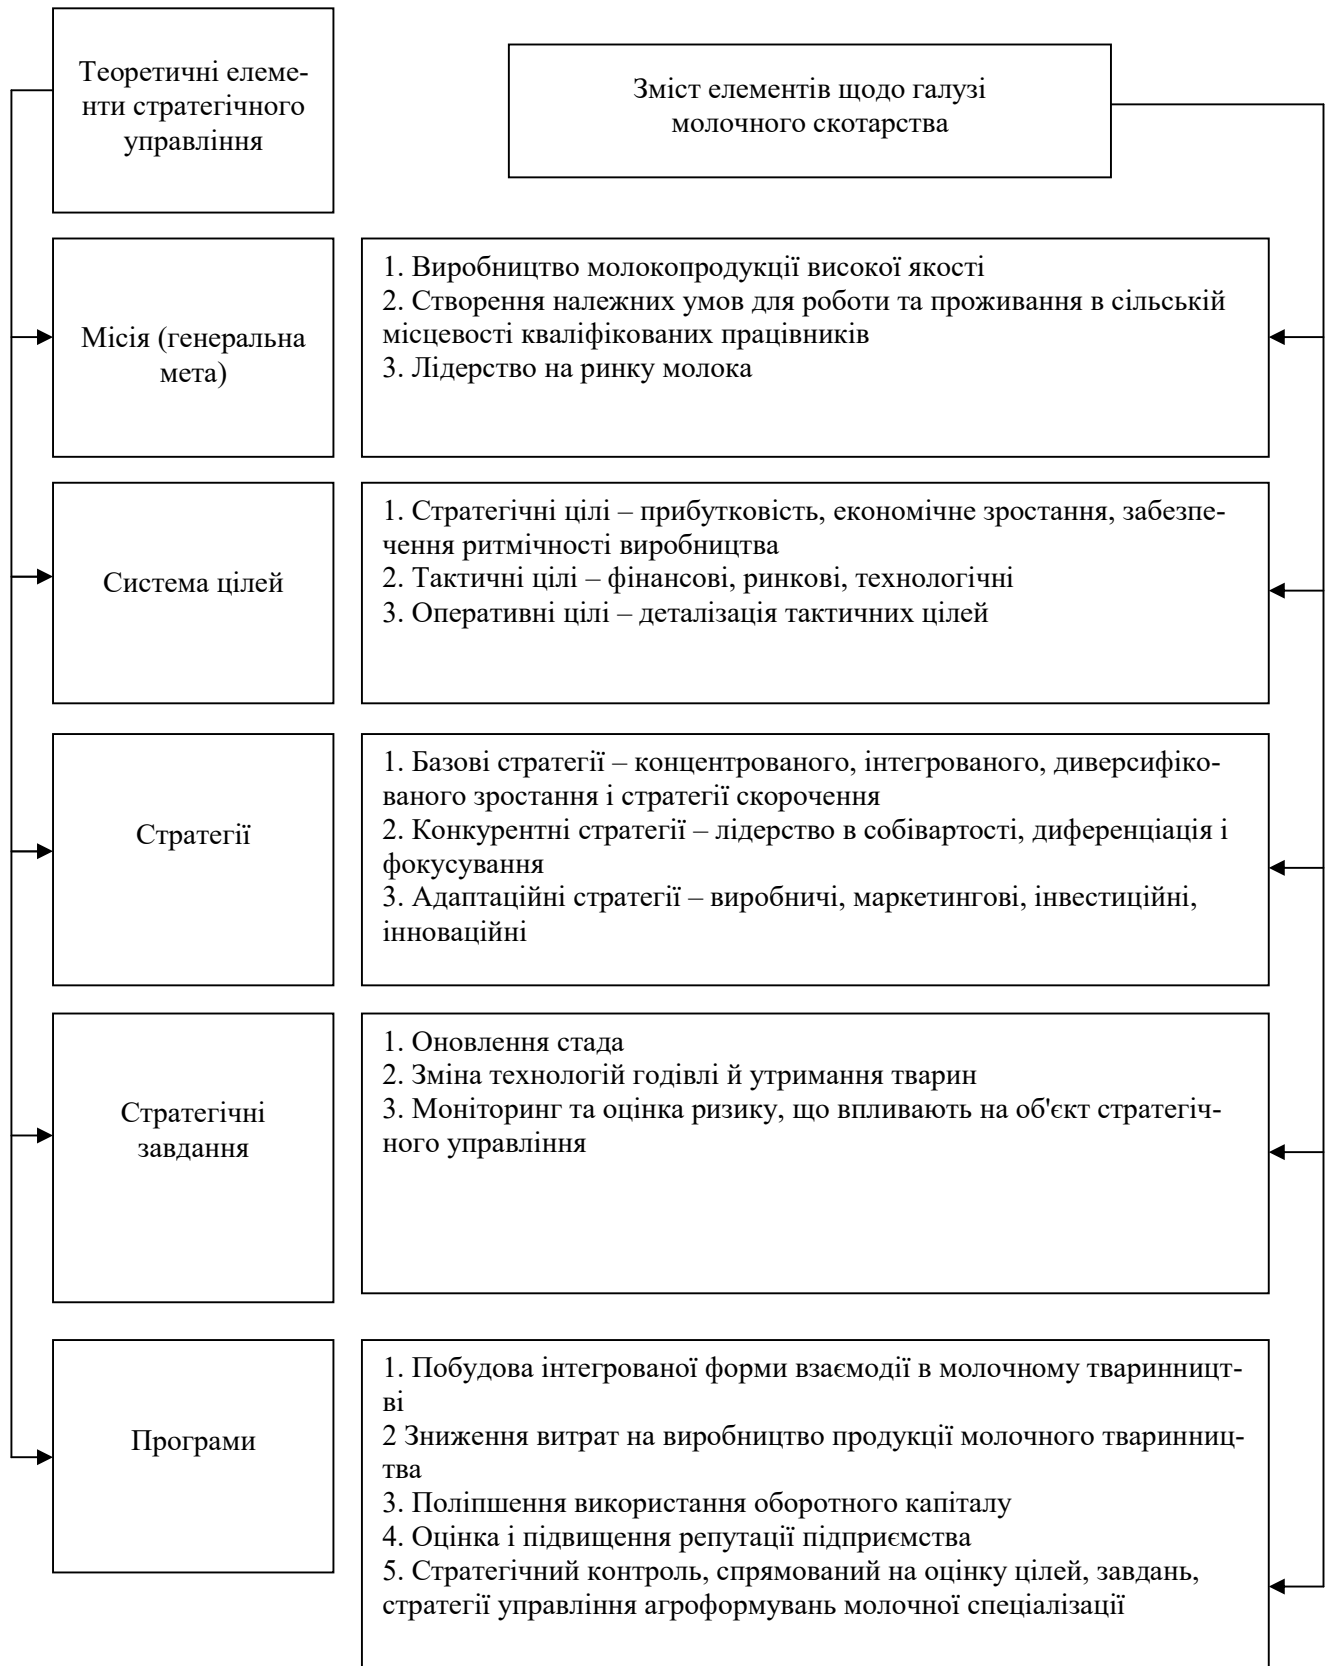 Теоретичні елеме-
нти стратегічного
управління
Зміст елементів щодо галузі
молочного скотарства
Місія (генеральна
мета)
1. Виробництво молокопродукції високої якості
2. Створення належних умов для роботи та проживання в сільській
місцевості кваліфікованих працівників
3. Лідерство на ринку молока
Система цілей
1. Стратегічні цілі – прибутковість, економічне зростання, забезпе-
чення ритмічності виробництва
2. Тактичні цілі – фінансові, ринкові, технологічні
3. Оперативні цілі – деталізація тактичних цілей
Стратегії
1. Базові стратегії – концентрованого, інтегрованого, диверсифіко-
ваного зростання і стратегії скорочення
2. Конкурентні стратегії – лідерство в собівартості, диференціація і
фокусування
3. Адаптаційні стратегії – виробничі, маркетингові, інвестиційні,
інноваційні
Стратегічні
завдання
1. Оновлення стада
2. Зміна технологій годівлі й утримання тварин
3. Моніторинг та оцінка ризику, що впливають на об'єкт стратегіч-
ного управління
Програми
1. Побудова інтегрованої форми взаємодії в молочному тваринницт-
ві
2 Зниження витрат на виробництво продукції молочного тваринниц-
тва
3. Поліпшення використання оборотного капіталу
4. Оцінка і підвищення репутації підприємства
5. Стратегічний контроль, спрямований на оцінку цілей, завдань,
стратегії управління агроформувань молочної спеціалізації